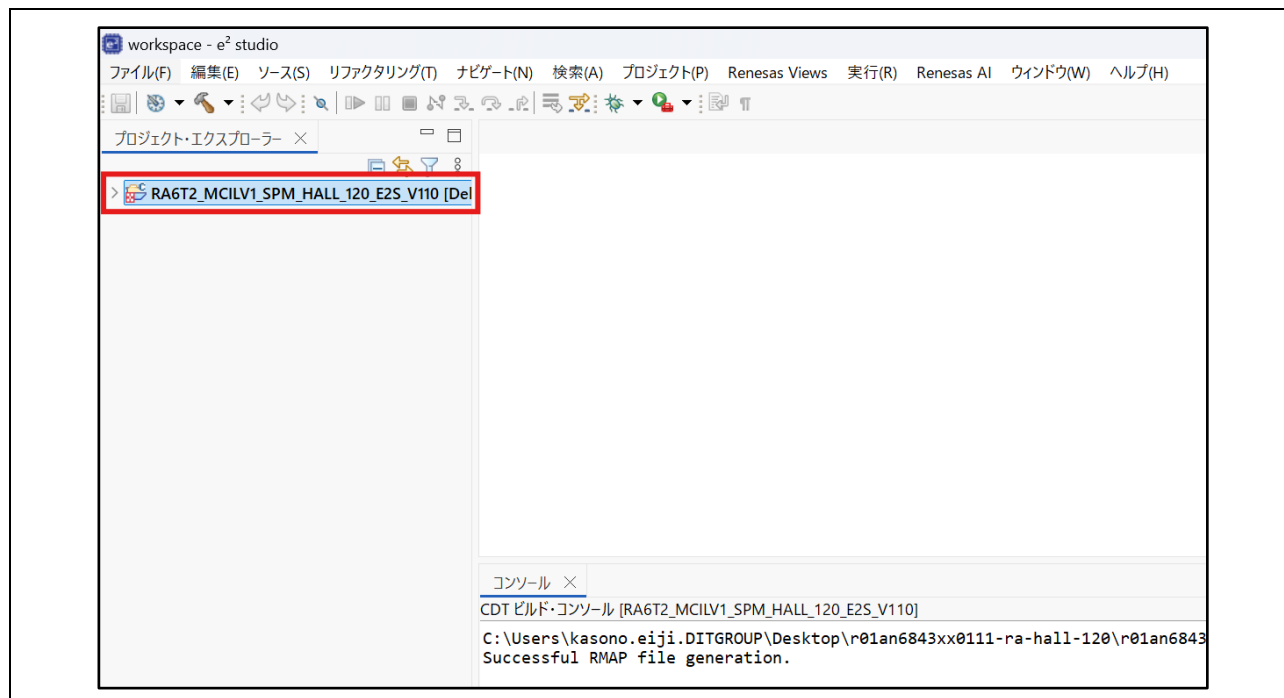 workspace - e² studio
ファイル(F) 編集(E) ソース(S) リファクタリング(T) ナビゲート(N) 検索(A) プロジェクト(P) Renesas Views 実行(R) Renesas AI ウィンドウ(W) ヘルプ(H)
プロジェクト・エクスプローラー
RA6T2_MCILV1_SPM_HALL_120_E2S_V110 [Del
コンソール
CDT ビルド・コンソール [RA6T2_MCILV1_SPM_HALL_120_E2S_V110]
C:\Users\kasono.eiji.DITGROUP\Desktop\r01an6843xx0111-ra-hall-120\r01an6843
Successful RMAP file generation.